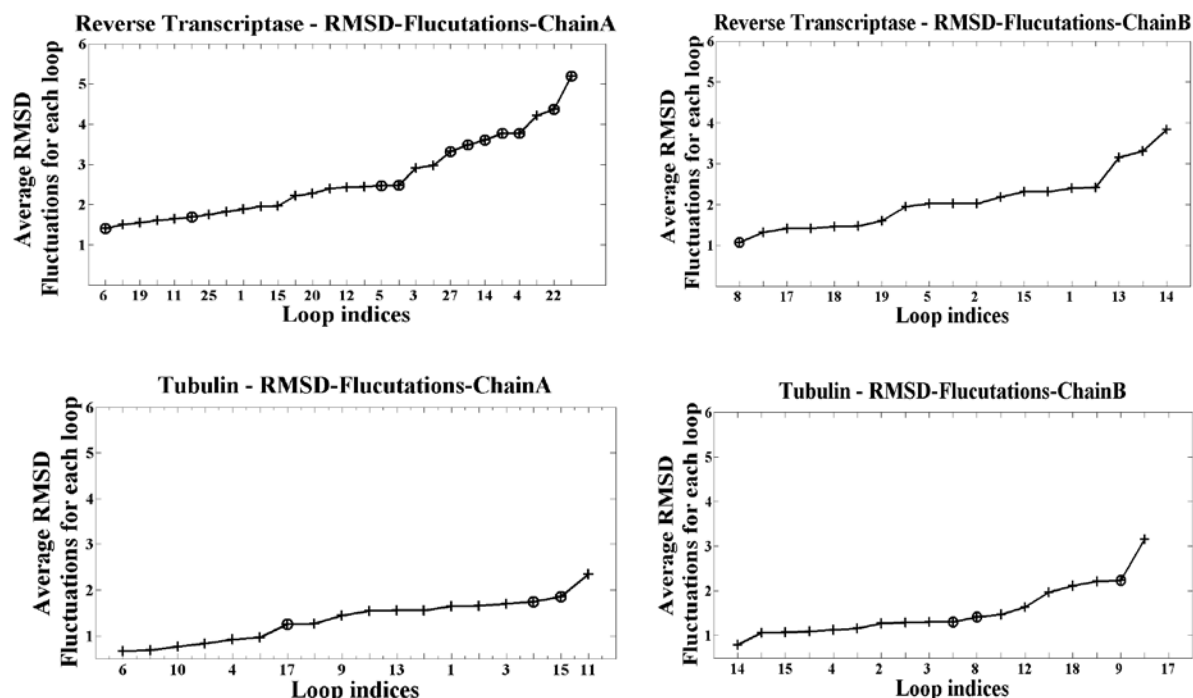 Reverse Transcriptase - RMSD-Flucutations-ChainA
Average RMSD
Fluctuations for each loop
6
5
4
3
2
1
6 19 11 25 1 15 20 12 5 3 27 14 4 22
Loop indices
Reverse Transcriptase - RMSD-Flucutations-ChainB
Average RMSD
Fluctuations for each loop
6
5
4
3
2
1
8 17 18 19 5 2 15 1 13 14
Loop indices
Tubulin - RMSD-Flucutations-ChainA
Average RMSD
Fluctuations for each loop
6
5
4
3
2
1
6 10 4 17 9 13 1 3 15 11
Loop indices
Tubulin - RMSD-Flucutations-ChainB
Average RMSD
Fluctuations for each loop
6
5
4
3
2
1
14 15 4 2 3 8 12 18 9 17
Loop indices